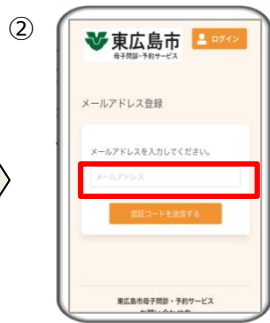 ②
東広島市
母子問診・予約サービス
ログイン
メールアドレス登録
メールアドレスを入力してください。
メールアドレス
認証コードを送信する
東広島市母子問診・予約サービス